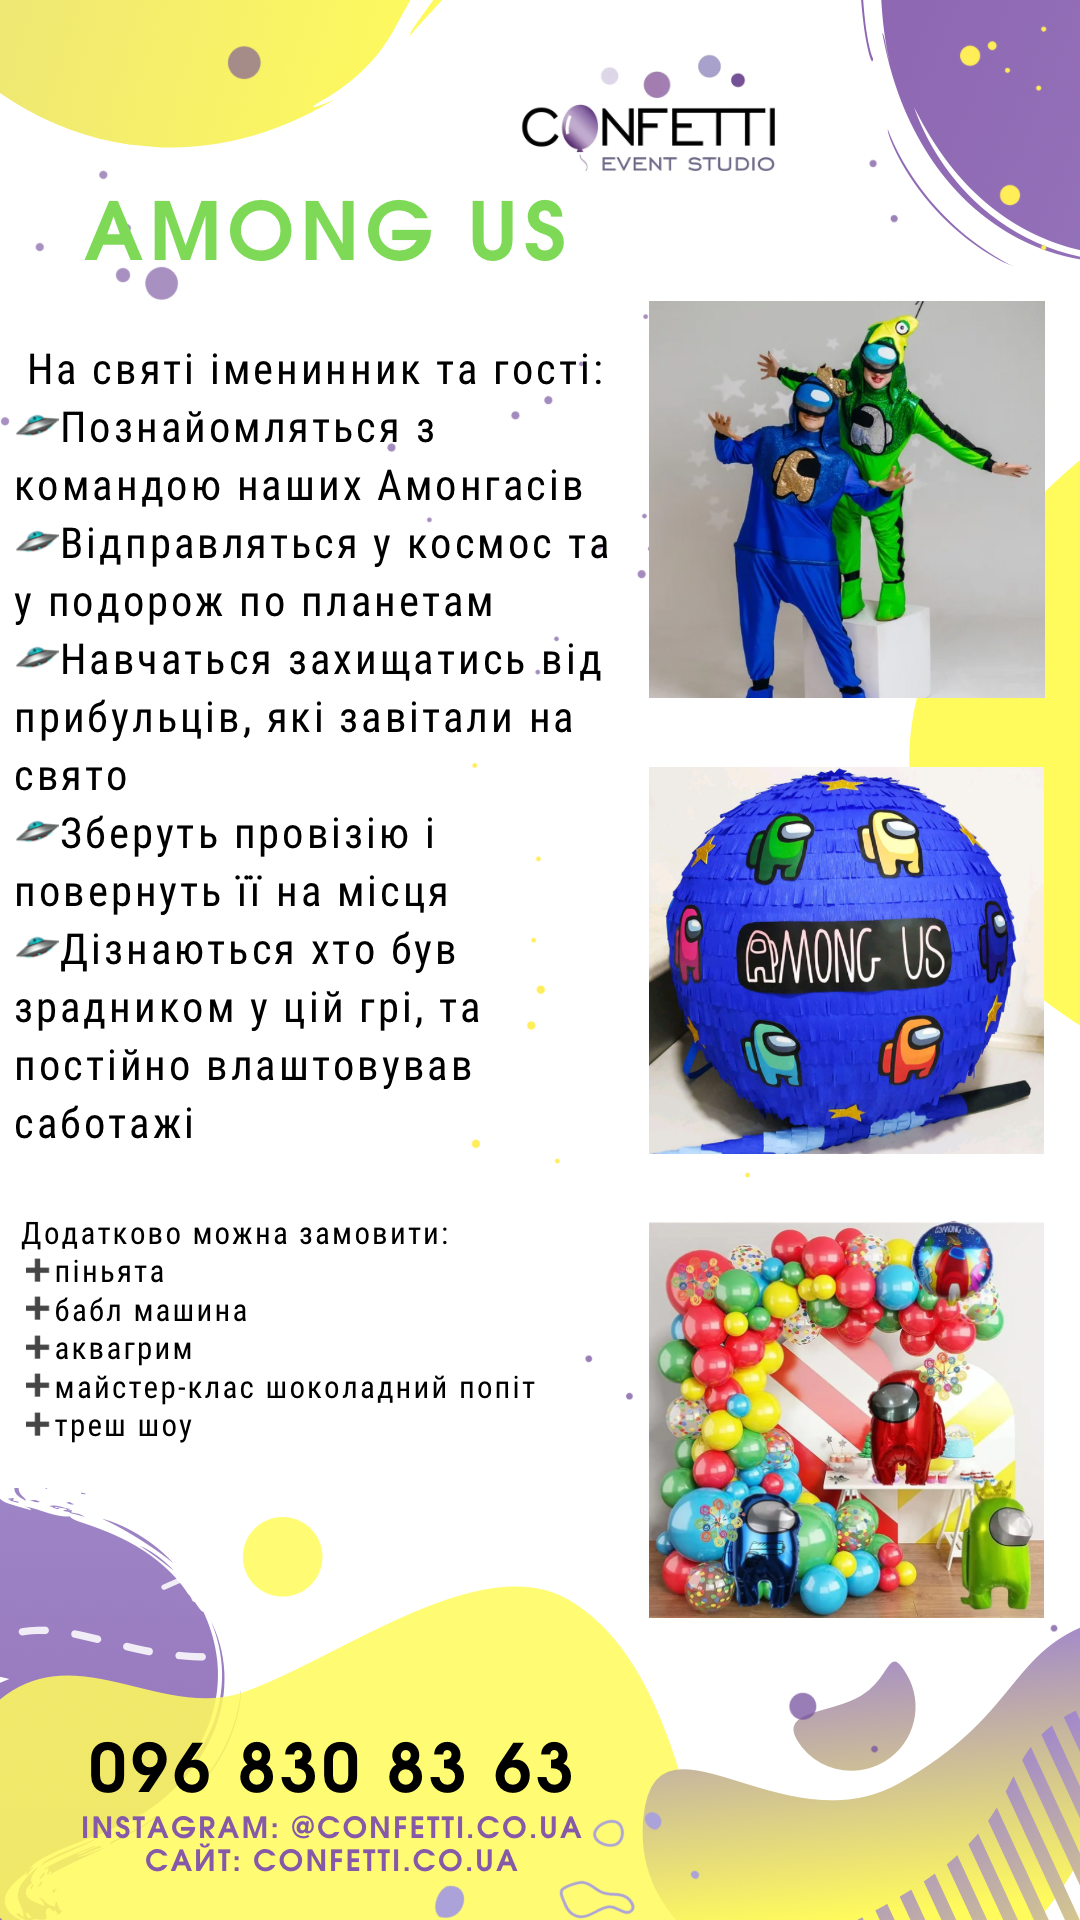 CONFETTI
EVENT STUDIO
AMONG US
На святі іменинник та гості:
🛸Познайомляться з
командою наших Амонгасів
🛸Відправляться у космос та
у подорож по планетам
🛸Навчаться захищатись від
прибульців, які завітали на
свято
🛸Зберуть провізію і
повернуть її на місця
🛸Дізнаються хто був
зрадником у цій грі, та
постійно влаштовував
саботажі
AMONG US
Додатково можна замовити:
➕піньята
➕бабл машина
➕аквагрим
➕майстер-клас шоколадний попіт
➕треш шоу
096 830 83 63
INSTAGRAM: @CONFETTI.CO.UA
САЙТ: CONFETTI.CO.UA